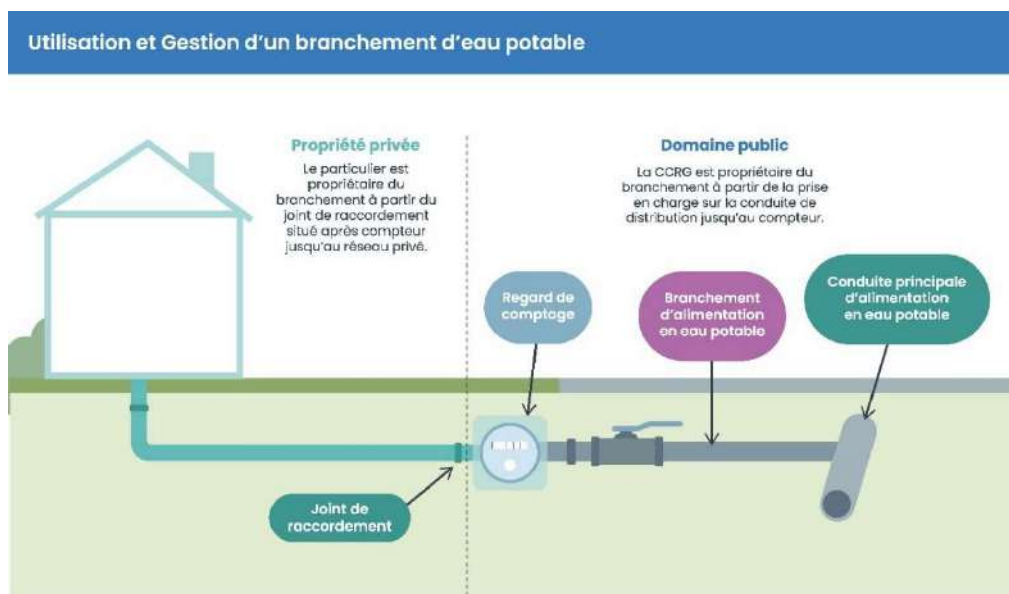 Utilisation et Gestion d'un branchement d'eau potable
Propriété privée
Le particulier est
propriétaire du
branchement à partir du
joint de raccordement
situé après compteur
jusqu'au réseau privé.
Domaine public
La CCRG est propriétaire du
branchement à partir de la prise
en charge sur la conduite de
distribution jusqu'au compteur.
Regard de
comptage
Branchement
d'alimentation
en eau potable
Conduite principale
d'alimentation
en eau potable
Joint de
raccordement